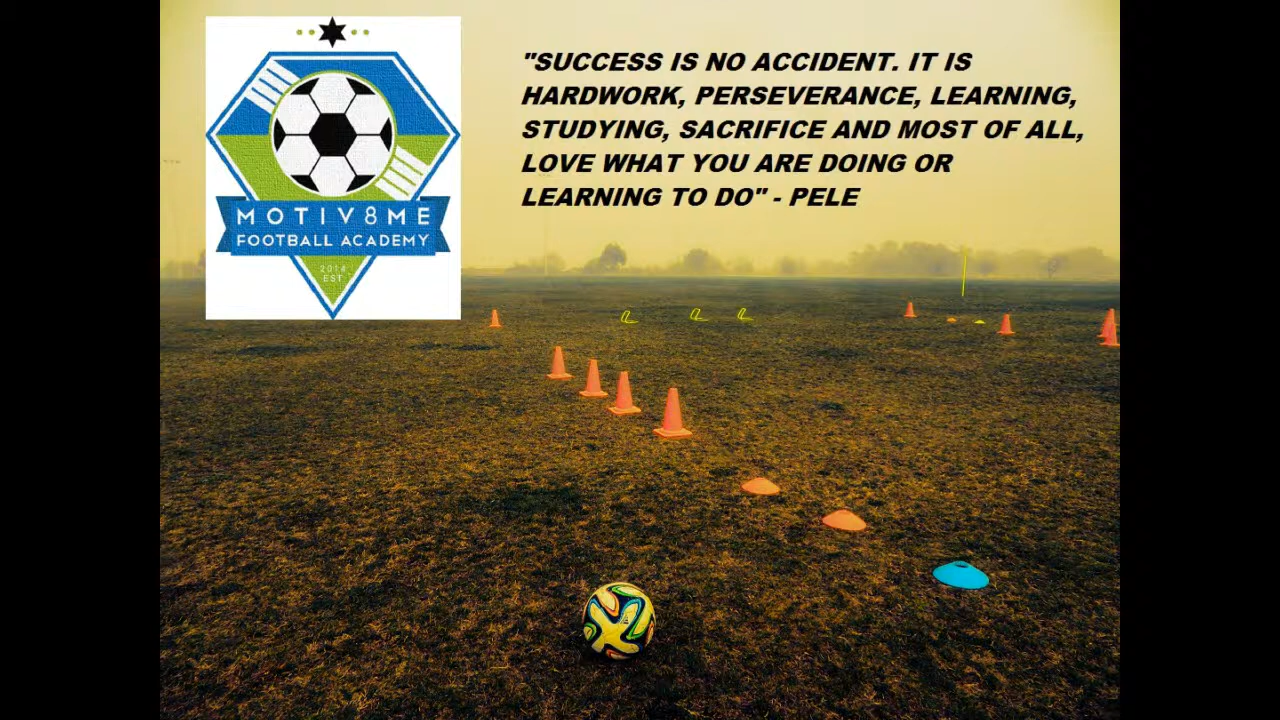 MOTIV8ME
FOOTBALL ACADEMY
2014
EST
"SUCCESS IS NO ACCIDENT. IT IS
HARDWORK, PERSEVERANCE, LEARNING,
STUDYING, SACRIFICE AND MOST OF ALL,
LOVE WHAT YOU ARE DOING OR
LEARNING TO DO" - PELE